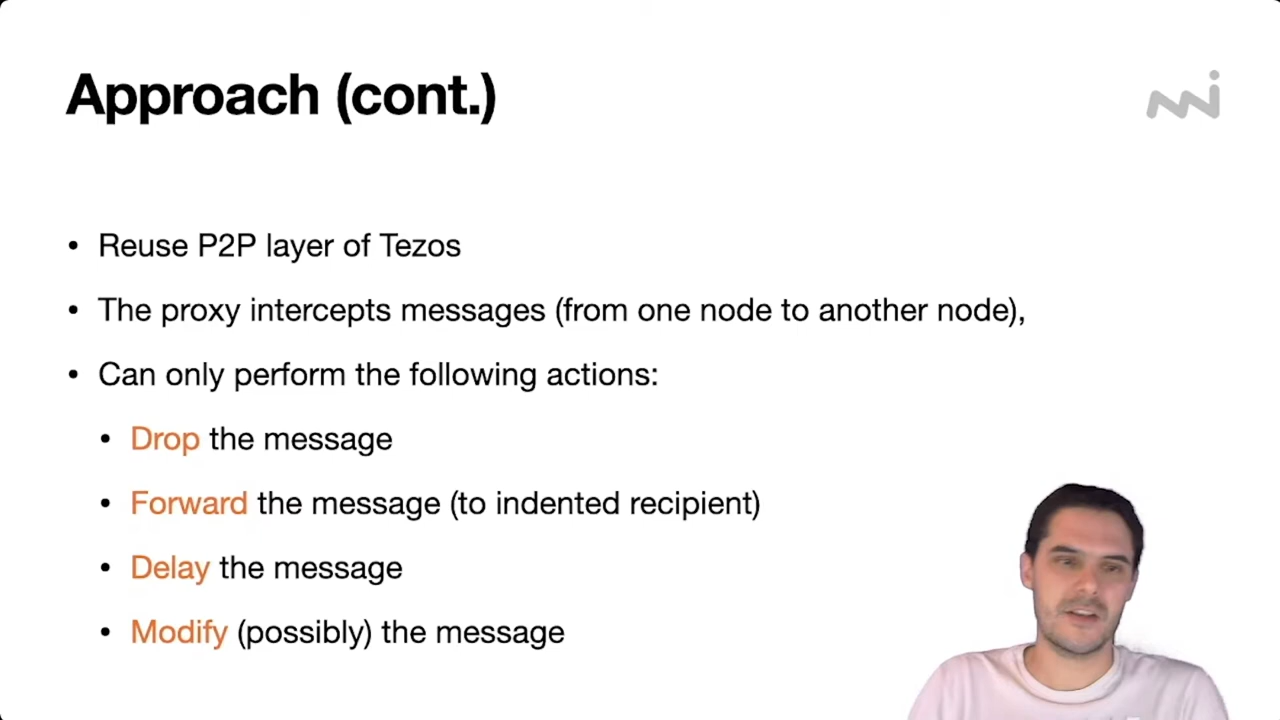 Approach (cont.)
• Reuse P2P layer of Tezos
• The proxy intercepts messages (from one node to another node),
• Can only perform the following actions:
• Drop the message
• Forward the message (to indented recipient)
• Delay the message
• Modify (possibly) the message